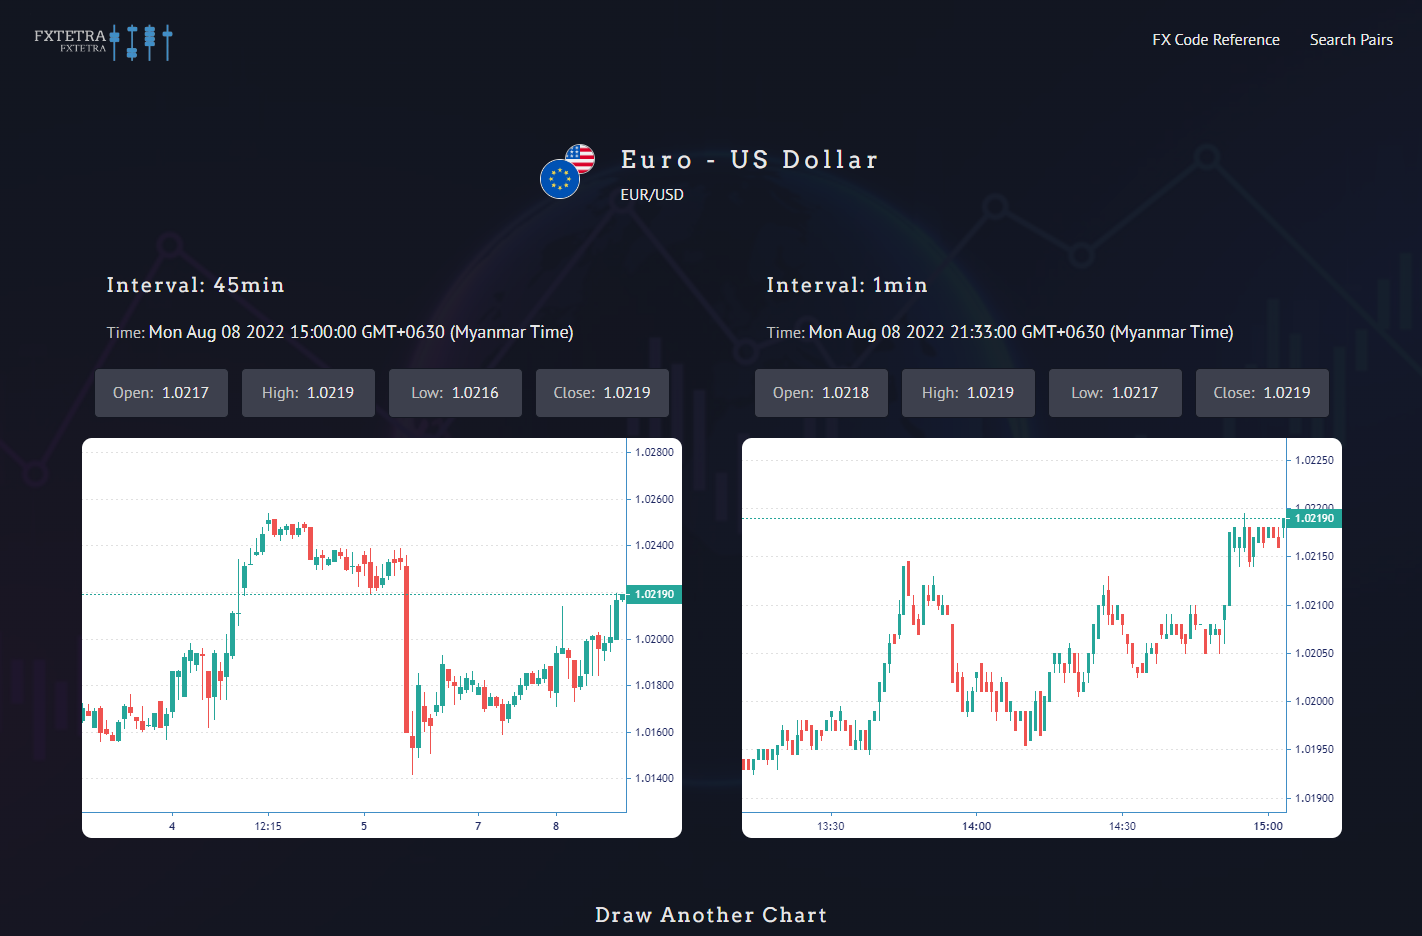 FXTETRA
FXTETRA
FX Code Reference
Search Pairs
Euro - US Dollar
EUR/USD
Interval: 45min
Time: Mon Aug 08 2022 15:00:00 GMT+0630 (Myanmar Time)
Open: 1.0217
High: 1.0219
Low: 1.0216
Close: 1.0219
1.02800
1.02600
1.02400
1.02190
1.02000
1.01800
1.01600
1.01400
4
12:15
5
7
8
Interval: 1min
Time: Mon Aug 08 2022 21:33:00 GMT+0630 (Myanmar Time)
Open: 1.0218
High: 1.0219
Low: 1.0217
Close: 1.0219
1.02250
1.02200
1.02190
1.02150
1.02100
1.02050
1.02000
1.01950
1.01900
13:30
14:00
14:30
15:00
Draw Another Chart